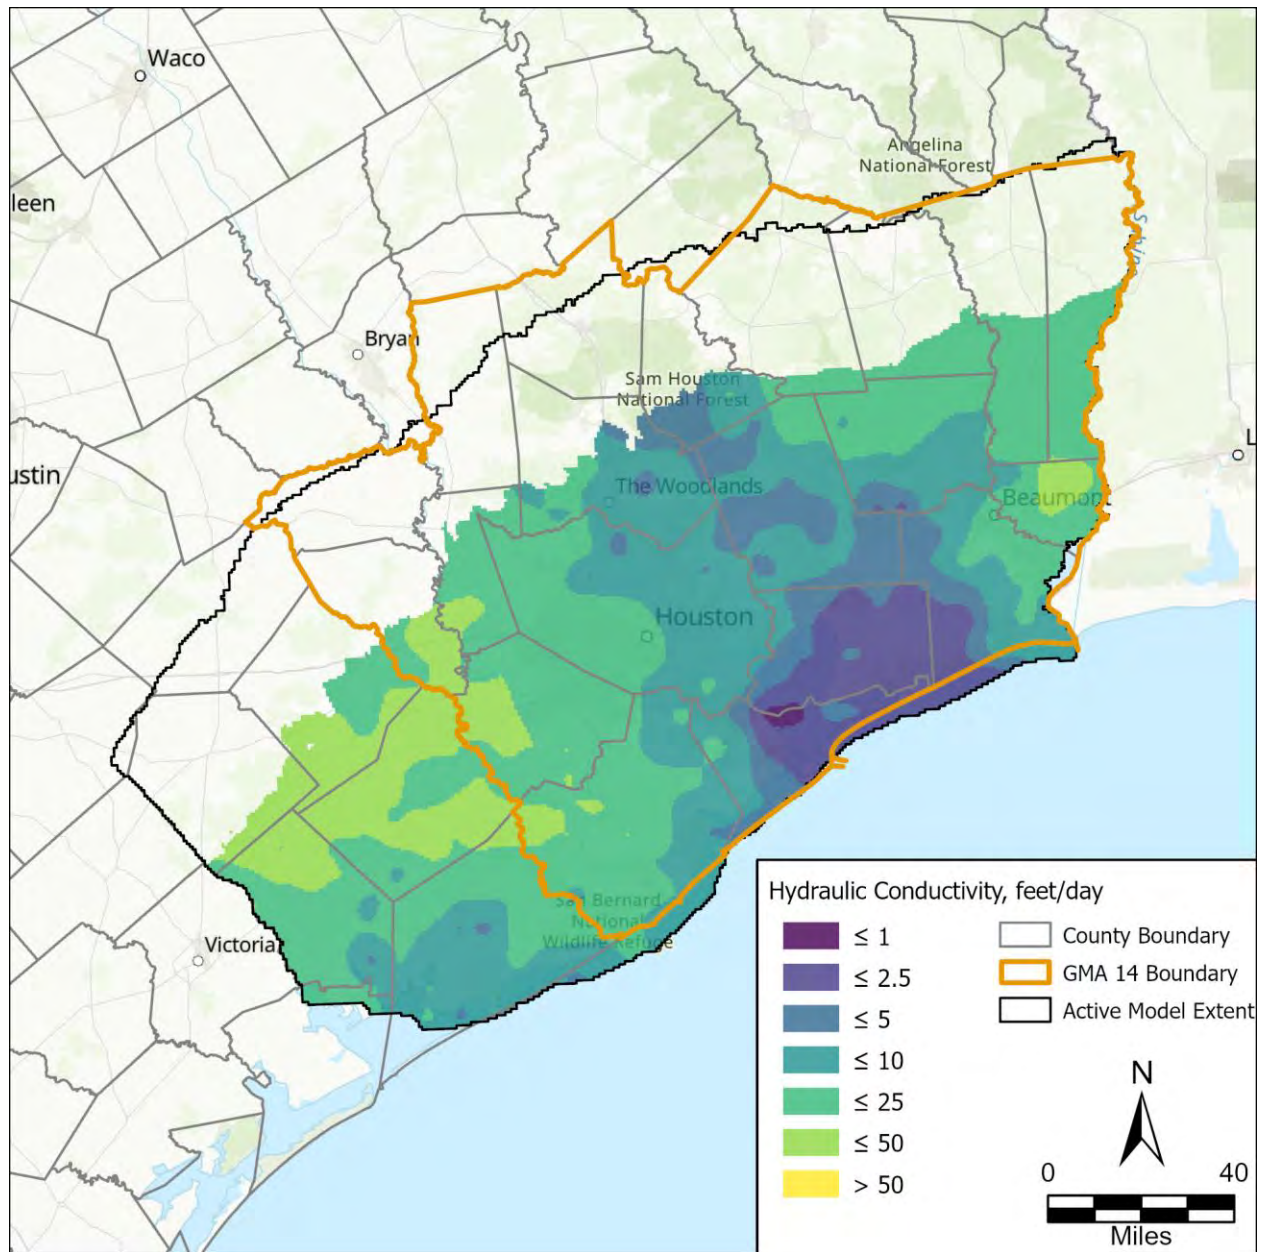 Waco
Angelina
National Forest
leen
Sabine
Bryan
Sam Houston
National Forest
L
ustin
The Woodlands
Beaumont
Houston
San Bernard
National
Wildlife Refuge
Victoria
Hydraulic Conductivity, feet/day
≤ 1
≤ 2.5
≤ 5
≤ 10
≤ 25
≤ 50
> 50
County Boundary
GMA 14 Boundary
Active Model Extent
N
0 40
Miles